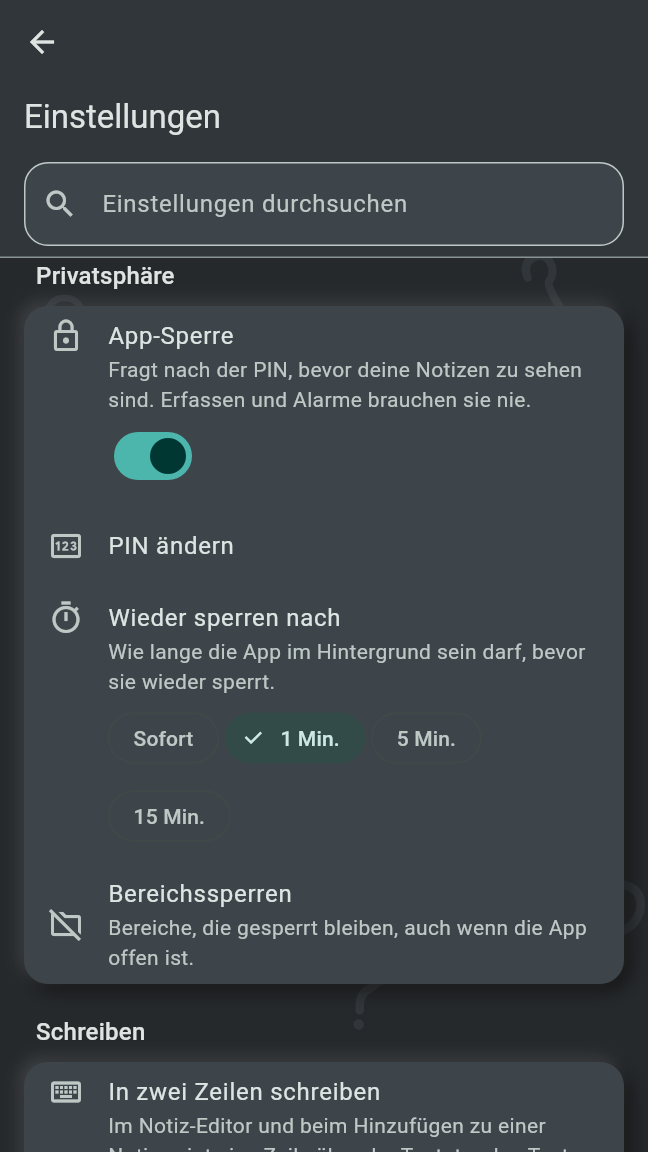 Einstellungen
Einstellungen durchsuchen
Privatsphäre
App-Sperre
Fragt nach der PIN, bevor deine Notizen zu sehen
sind. Erfassen und Alarme brauchen sie nie.
123
PIN ändern
Wieder sperren nach
Wie lange die App im Hintergrund sein darf, bevor
sie wieder sperrt.
Sofort
1 Min.
5 Min.
15 Min.
Bereichssperren
Bereiche, die gesperrt bleiben, auch wenn die App
offen ist.
Schreiben
In zwei Zeilen schreiben
Im Notiz-Editor und beim Hinzufügen zu einer